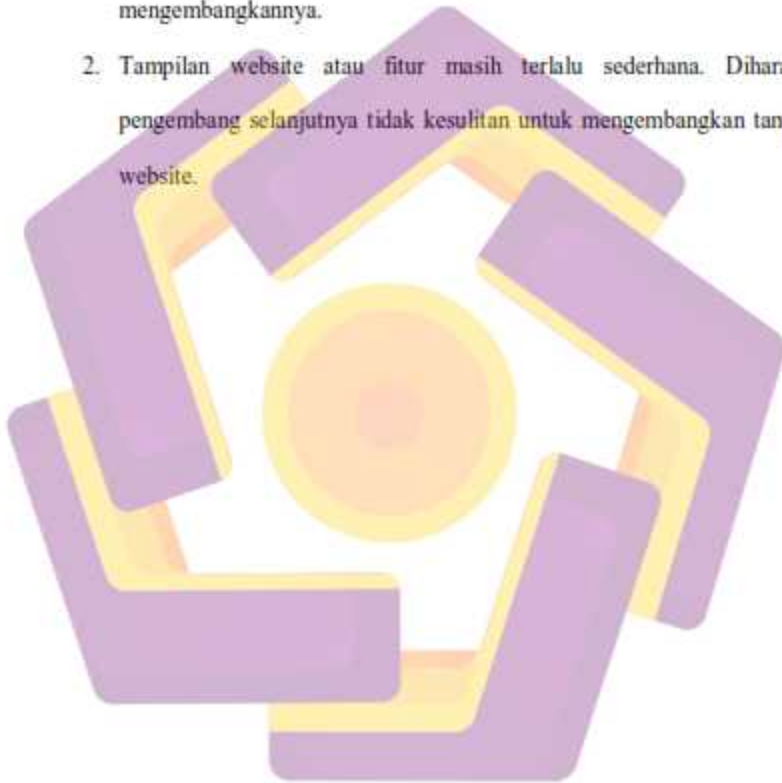 mengembangkannya.
2. Tampilan website atau fitur masih terlalu sederhana.
pengembang selanjutnya tidak kesulitan untuk mengembangkan
website.